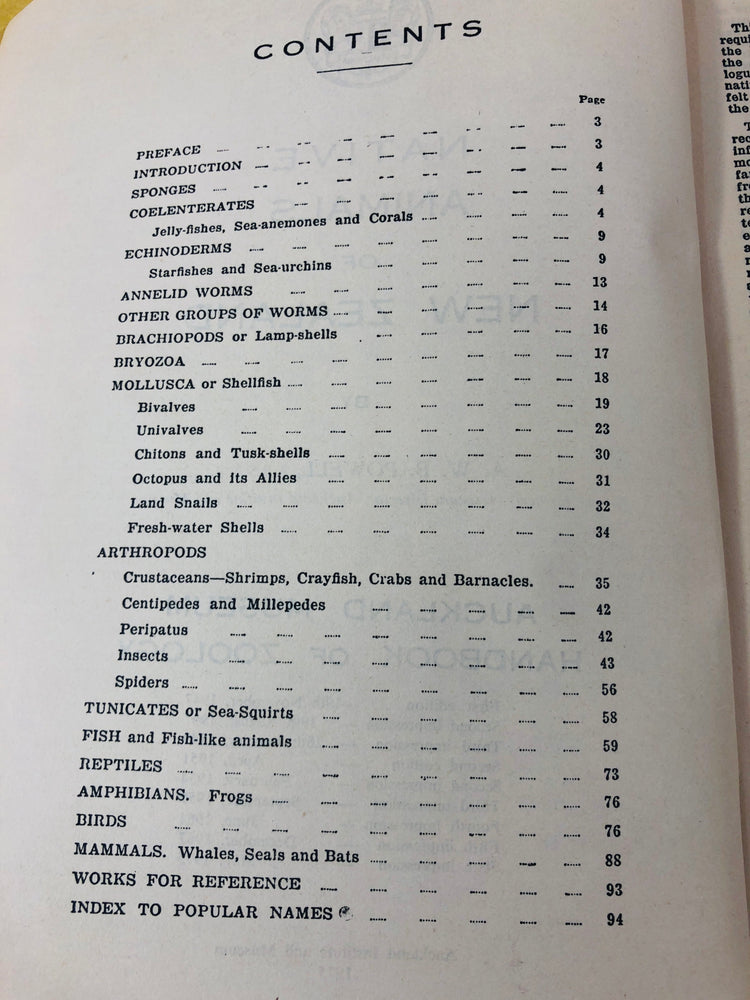 CONTENTS
Page
PREFACE 3
INTRODUCTION 3
SPONGES 4
COELENTERATES 4
Jelly-fishes, Sea-anemones and Corals 4
ECHINODERMS 9
Starfishes and Sea-urchins 9
ANNELID WORMS 13
OTHER GROUPS OF WORMS 14
BRACHIOPODS or Lamp-shells 16
BRYOZOA 17
MOLLUSCA or Shellfish 18
Bivalves 19
Univalves 23
Chitons and Tusk-shells 30
Octopus and its Allies 31
Land Snails 32
Fresh-water Shells 34
ARTHROPODS
Crustaceans—Shrimps, Crayfish, Crabs and Barnacles. 35
Centipedes and Millepedes 42
Peripatus 42
Insects 43
Spiders 56
TUNICATES or Sea-Squirts 58
FISH and Fish-like animals 59
REPTILES 73
AMPHIBIANS. Frogs 76
BIRDS 76
MAMMALS. Whales, Seals and Bats 88
WORKS FOR REFERENCE 93
INDEX TO POPULAR NAMES 94
the
the
felt
the